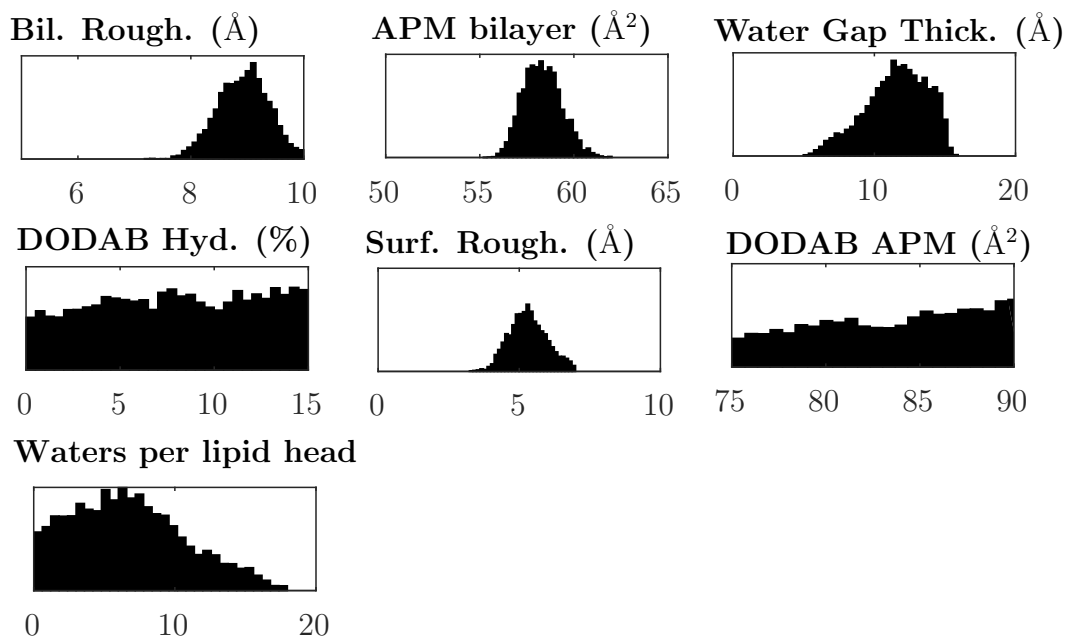 Bil. Rough. (Å) APM bilayer (Å²) Water Gap Thick. (Å)
6 8 10 50 55 60 65 0 10 20
DODAB Hyd. (%) Surf. Rough. (Å) DODAB APM (Å²)
0 5 10 15 0 5 10 75 80 85 90
Waters per lipid head
0 10 20